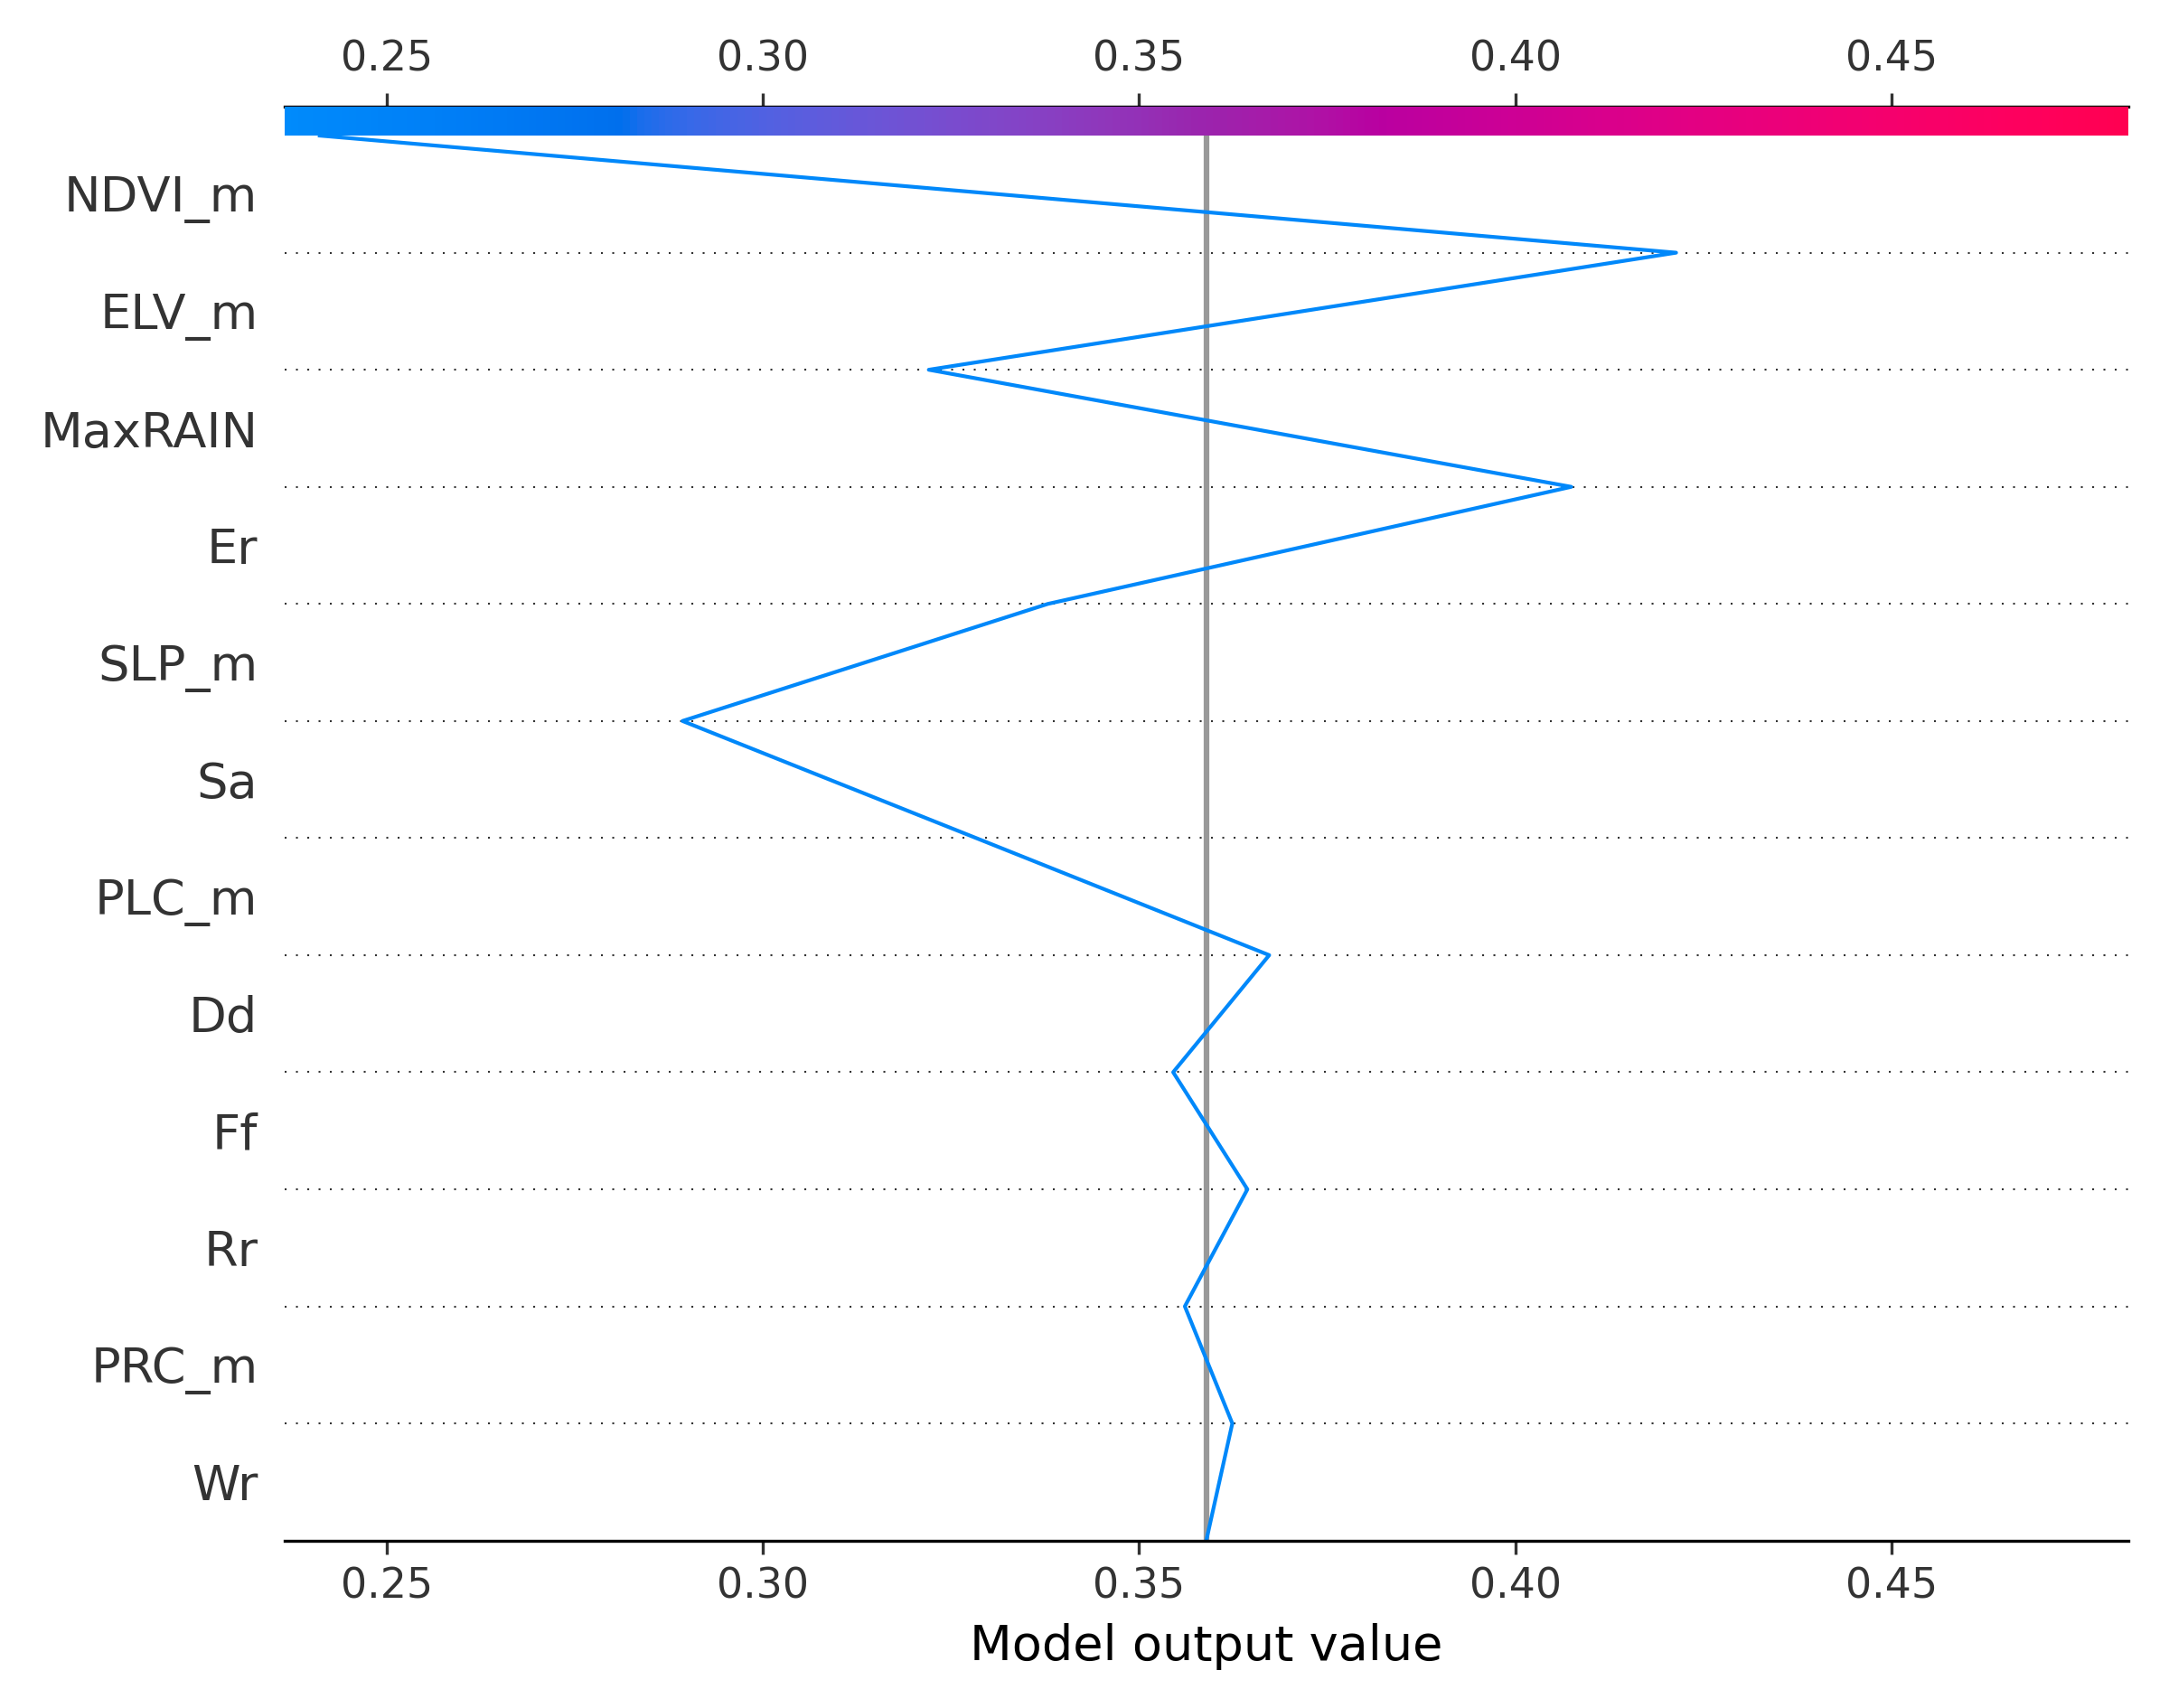 0.25 0.30 0.35 0.40 0.45
NDVI_m
ELV_m
MaxRAIN
Er
SLP_m
Sa
PLC_m
Dd
Ff
Rr
PRC_m
Wr
0.25 0.30 0.35 0.40 0.45
Model output value